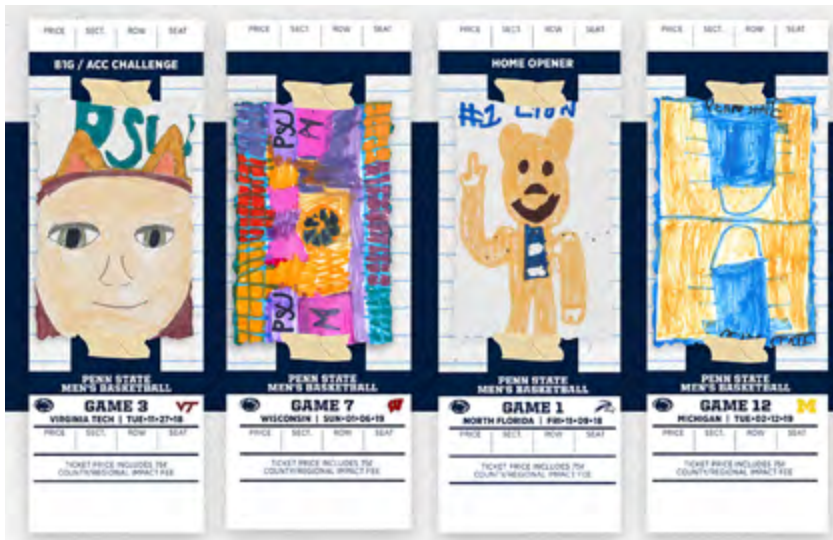 PRICE SECT. ROW SEAT
B1G / ACC CHALLENGE
PSU
PENN STATE
MEN'S BASKETBALL
GAME 3
VT
VIRGINIA TECH | TUE•11•27•18
PRICE SECT. ROW SEAT
TICKET PRICE INCLUDES 75¢
COUNTY/REGIONAL IMPACT FEE
PRICE SECT. ROW SEAT
PSU M
PSU M
PENN STATE
MEN'S BASKETBALL
GAME 7
W
WISCONSIN | SUN•01•06•19
PRICE SECT. ROW SEAT
TICKET PRICE INCLUDES 75¢
COUNTY/REGIONAL IMPACT FEE
PRICE SECT. ROW SEAT
HOME OPENER
#1 LION
PENN STATE
MEN'S BASKETBALL
GAME 1
NORTH FLORIDA | FRI•11•09•18
PRICE SECT. ROW SEAT
TICKET PRICE INCLUDES 75¢
COUNTY/REGIONAL IMPACT FEE
PRICE SECT. ROW SEAT
PENN STATE
PENN STATE
MEN'S BASKETBALL
GAME 12
M
MICHIGAN | TUE•02•12•19
PRICE SECT. ROW SEAT
TICKET PRICE INCLUDES 75¢
COUNTY/REGIONAL IMPACT FEE